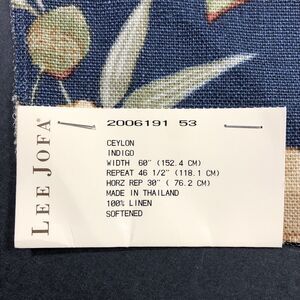 LEE JOFA®
2006191 53
CEYLON
INDIGO
WIDTH 60" (152.4 CM)
REPEAT 46 1/2" (118.1 CM)
HORZ REP 30" ( 76.2 CM)
MADE IN THAILAND
100% LINEN
SOFTENED